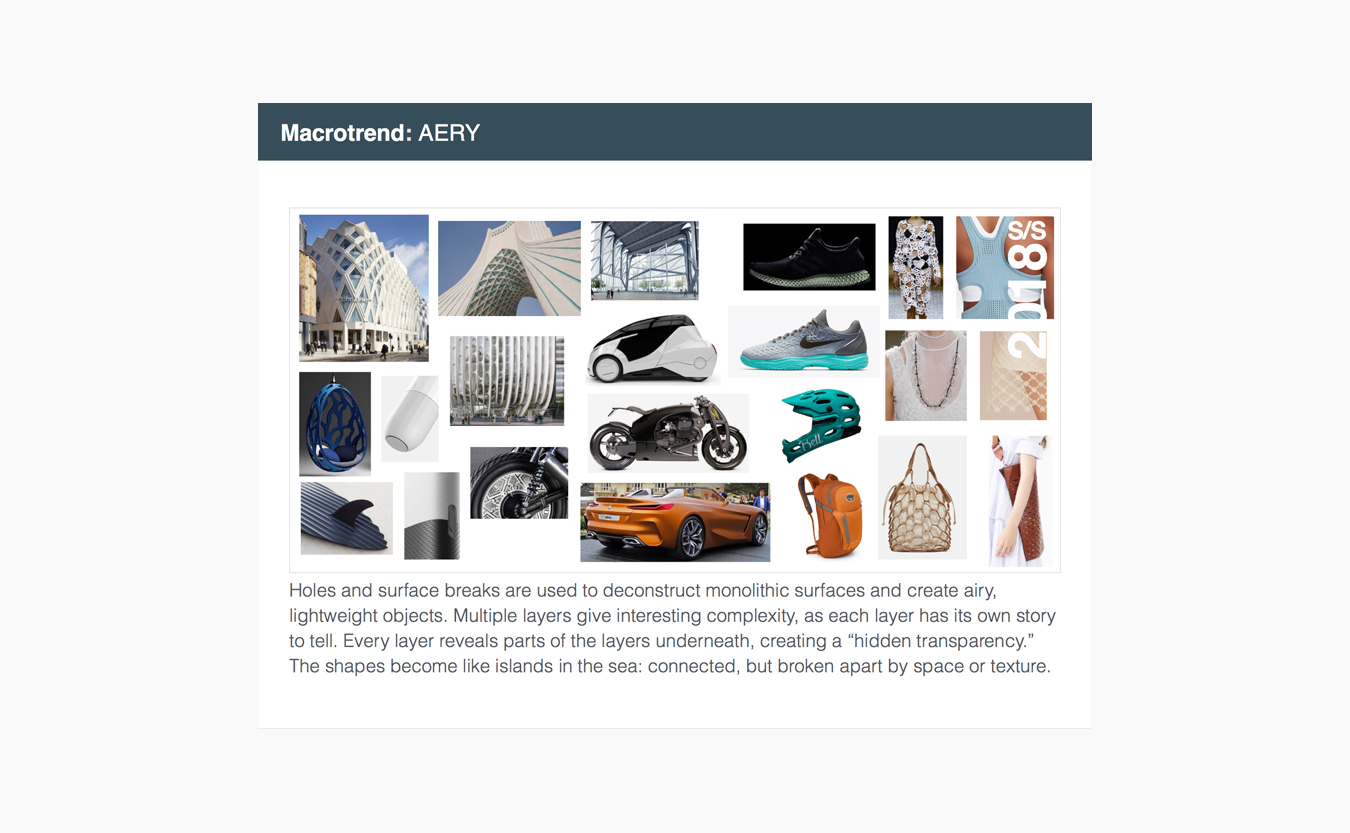 Macrotrend: AERY
S/S
2018
Bell
Holes and surface breaks are used to deconstruct monolithic surfaces and create airy,
lightweight objects. Multiple layers give interesting complexity, as each layer has its own story
to tell. Every layer reveals parts of the layers underneath, creating a “hidden transparency.”
The shapes become like islands in the sea: connected, but broken apart by space or texture.